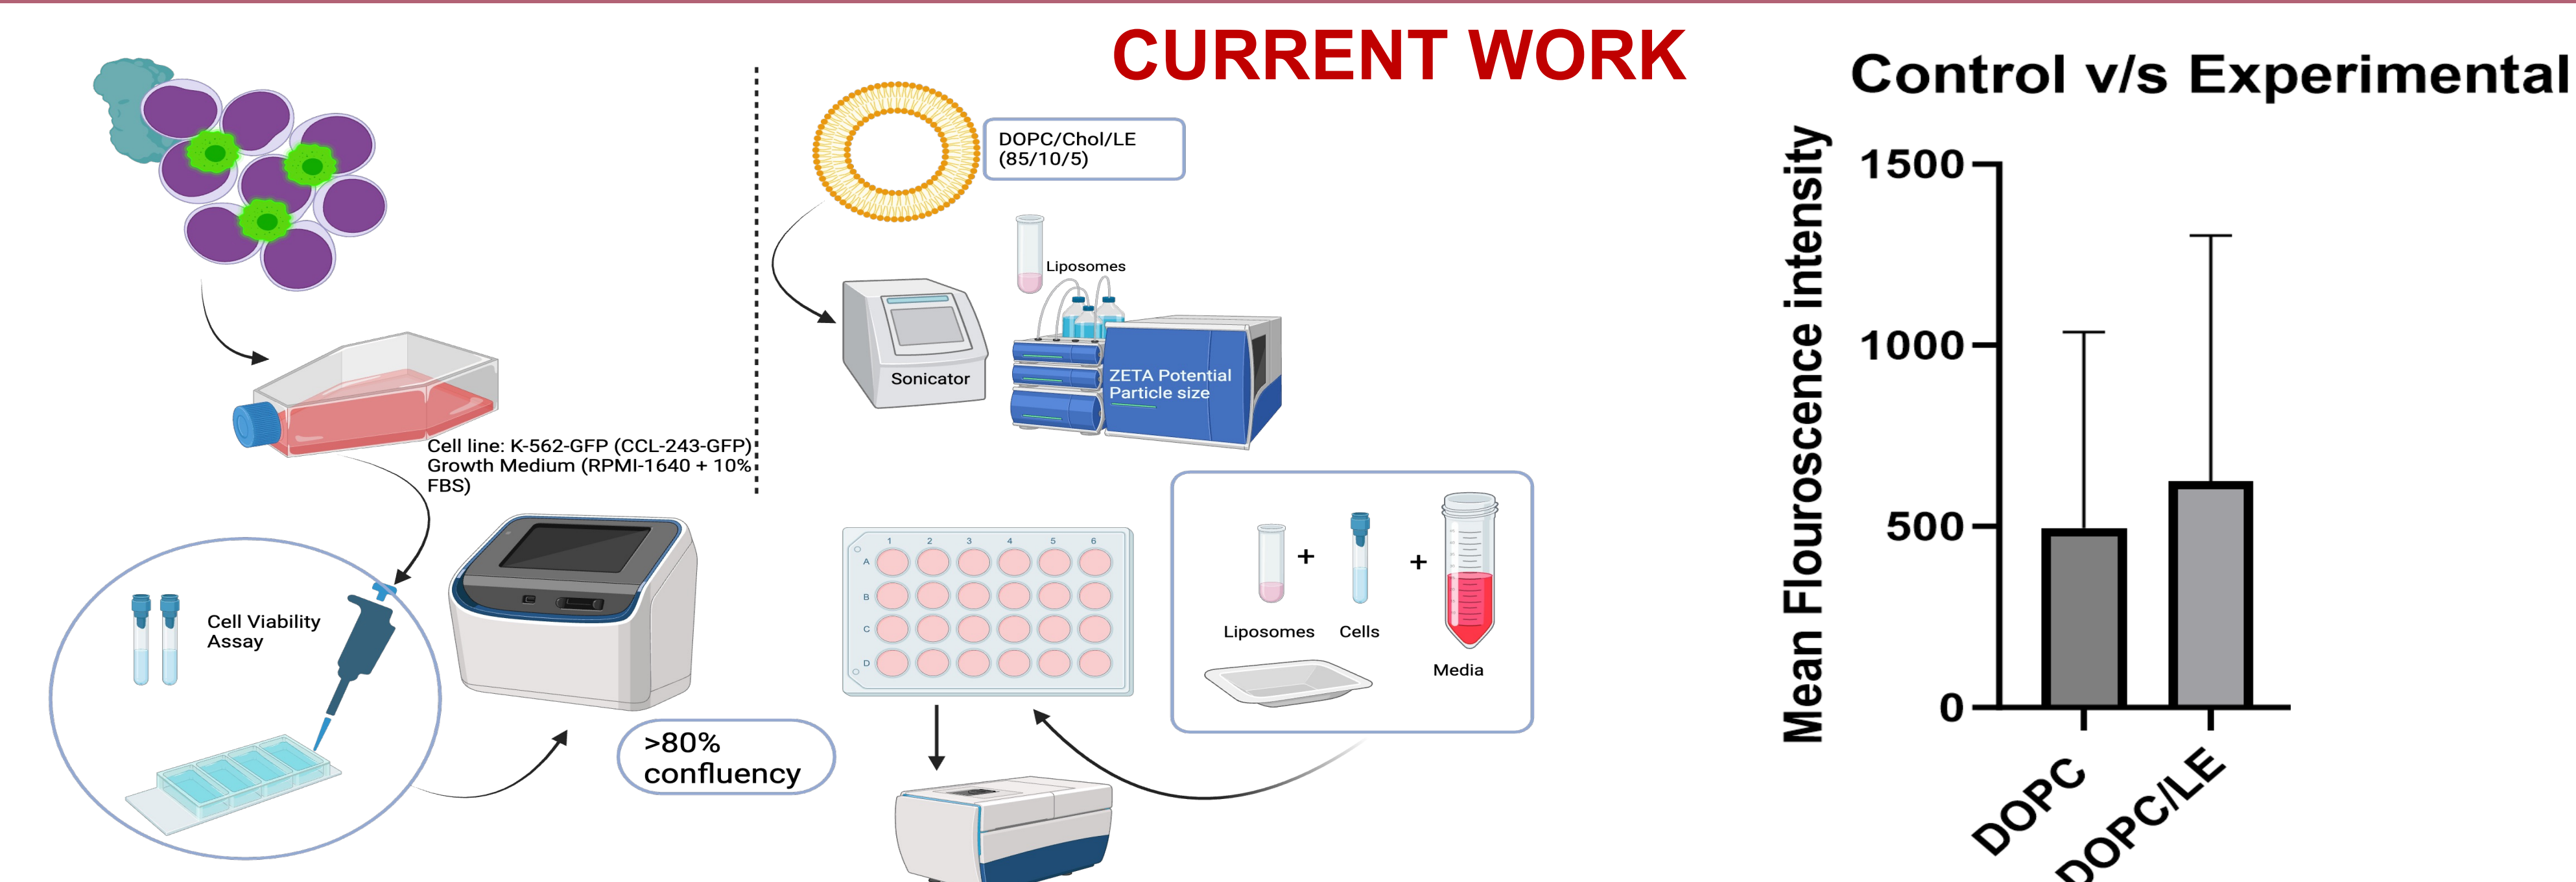 CURRENT WORK
DOPC/Chol/LE
(85/10/5)
Liposomes
Sonicator
ZETA Potential
Particle size
Cell line: K-562-GFP (CCL-243-GFP)
Growth Medium (RPMI-1640 + 10%
FBS)
Cell Viability
Assay
>80%
confluency
1 2 3 4 5 6
A
B
C
D
+
+
Liposomes
Cells
Media
Control v/s Experimental
Mean Flouroscence intensity
1500
1000
500
0
DOPC
DOPC/LE